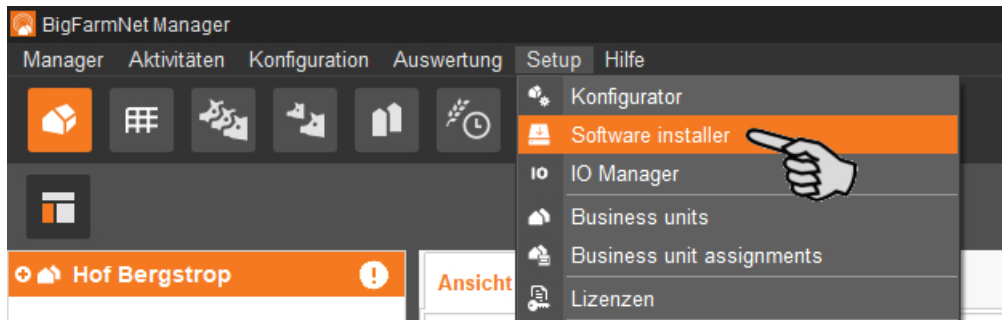 BigFarmNet Manager
Manager Aktivitäten Konfiguration Auswertung Setup Hilfe
Konfigurator
Software installer
IO IO Manager
Business units
Business unit assignments
Hof Bergstrop ! Ansicht
Lizenzen